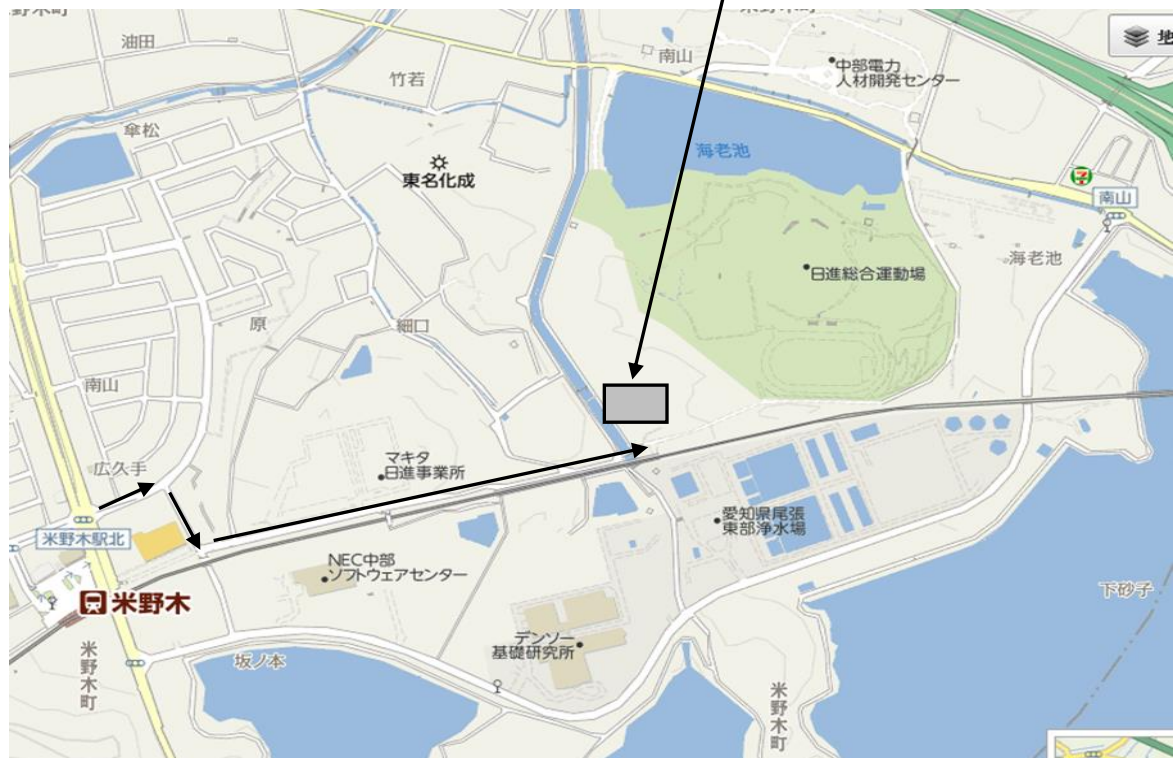 油田
竹若
南山
中部電力
人材開発センター
地
傘松
東名化成
海老池
7
南山
日進総合運動場
海老池
原
細口
南山
広久手
マキタ
日進事業所
米野木駅北
愛知県尾張
東部浄水場
NEC中部
ソフトウェアセンター
米野木
下砂子
デンソー
基礎研究所
坂ノ本
米野木町
米野木町